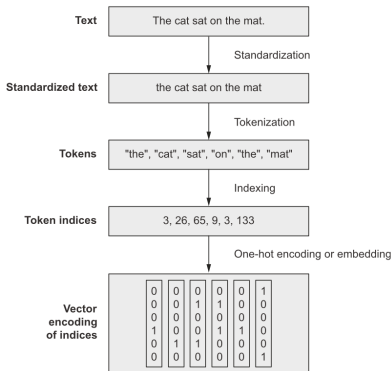 Text
The cat sat on the mat.
Standardization
Standardized text
the cat sat on the mat
Tokenization
Tokens
"the", "cat", "sat", "on", "the", "mat"
Indexing
Token indices
3, 26, 65, 9, 3, 133
One-hot encoding or embedding
Vector
encoding
of indices
0 0 0 0 0 1
0 0 1 1 0 0
0 0 0 0 0 0
1 0 0 0 1 0
0 1 1 0 0 0
0 0 0 0 0 1